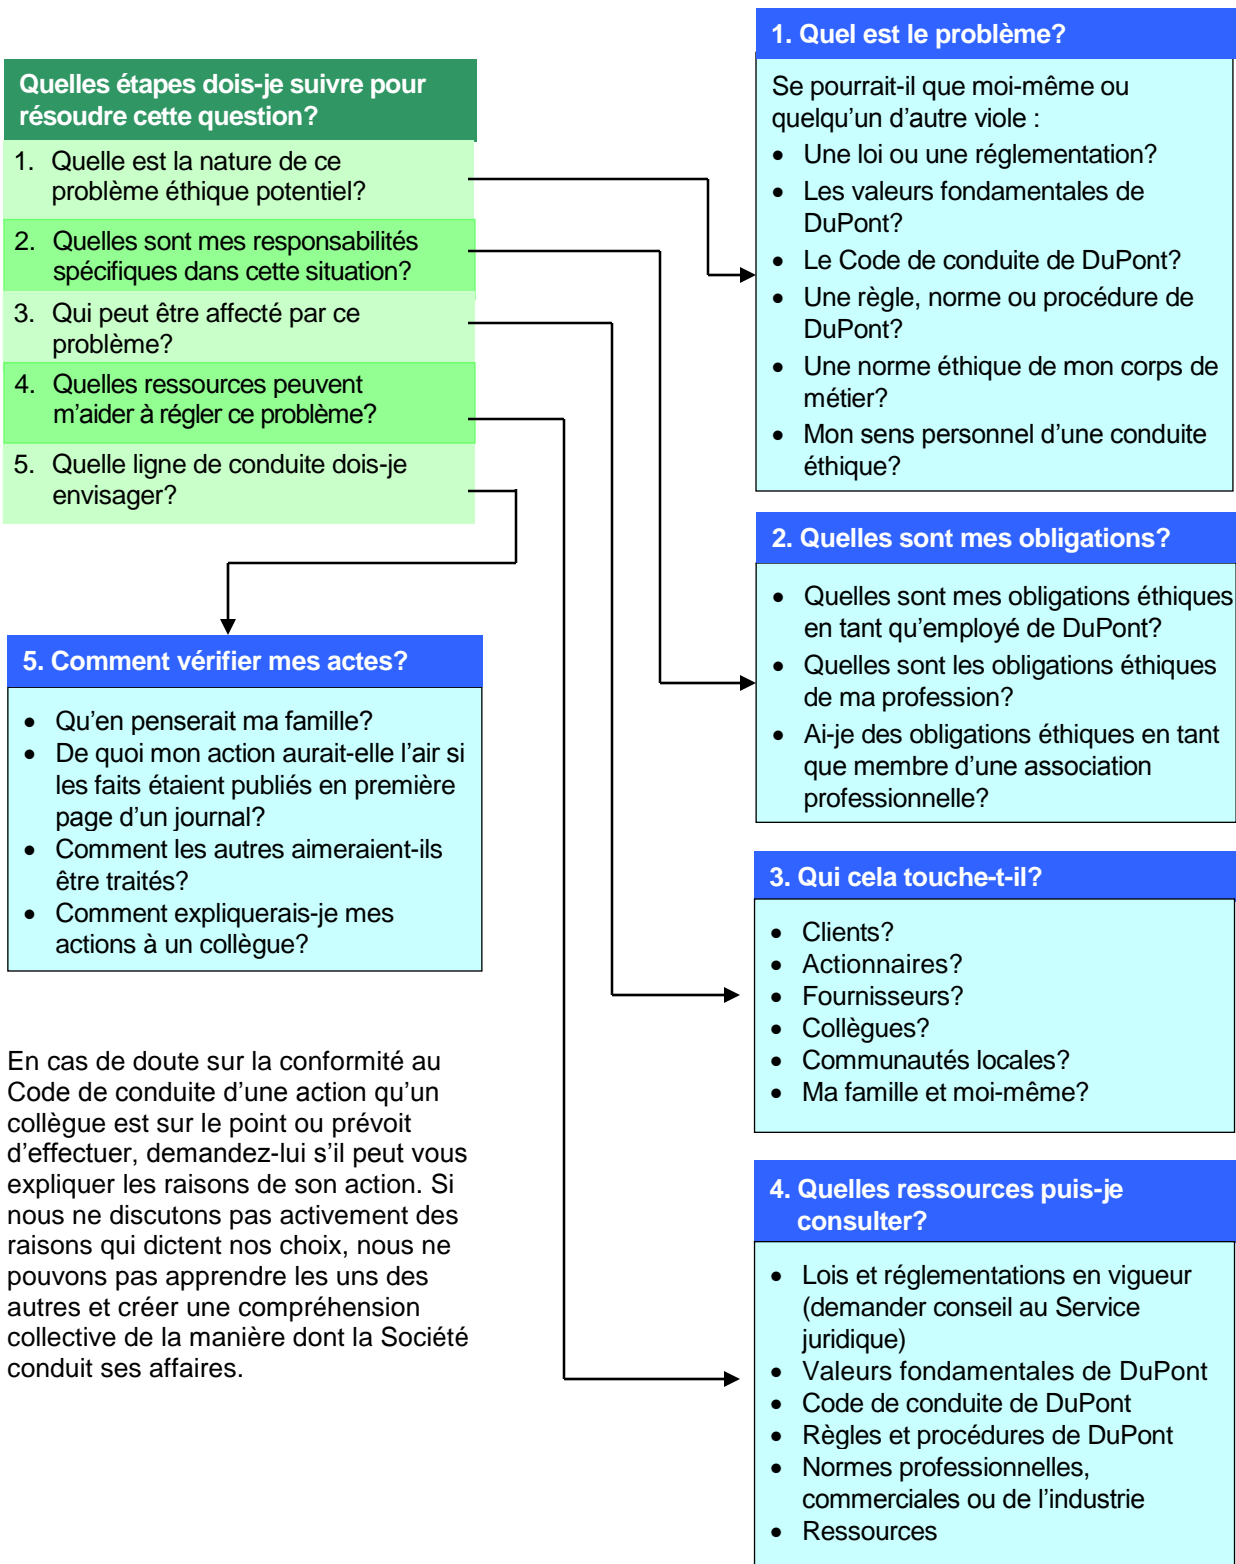 Quelles étapes dois-je suivre pour
résoudre cette question?
1. Quelle est la nature de ce
problème éthique potentiel?
2. Quelles sont mes responsabilités
spécifiques dans cette situation?
3. Qui peut être affecté par ce
problème?
4. Quelles ressources peuvent
m’aider à régler ce problème?
5. Quelle ligne de conduite dois-je
envisager?
1. Quel est le problème?
Se pourrait-il que moi-même ou
quelqu’un d’autre viole :
• Une loi ou une réglementation?
• Les valeurs fondamentales de
DuPont?
• Le Code de conduite de DuPont?
• Une règle, norme ou procédure de
DuPont?
• Une norme éthique de mon corps de
métier?
• Mon sens personnel d’une conduite
éthique?
2. Quelles sont mes obligations?
• Quelles sont mes obligations éthiques
en tant qu’employé de DuPont?
• Quelles sont les obligations éthiques
de ma profession?
• Ai-je des obligations éthiques en tant
que membre d’une association
professionnelle?
3. Qui cela touche-t-il?
• Clients?
• Actionnaires?
• Fournisseurs?
• Collègues?
• Communautés locales?
• Ma famille et moi-même?
4. Quelles ressources puis-je
consulter?
• Lois et réglementations en vigueur
(demander conseil au Service
juridique)
• Valeurs fondamentales de DuPont
• Code de conduite de DuPont
• Règles et procédures de DuPont
• Normes professionnelles,
commerciales ou de l’industrie
• Ressources
5. Comment vérifier mes actes?
• Qu’en penserait ma famille?
• De quoi mon action aurait-elle l’air si
les faits étaient publiés en première
page d’un journal?
• Comment les autres aimeraient-ils
être traités?
• Comment expliquerais-je mes
actions à un collègue?
En cas de doute sur la conformité au
Code de conduite d’une action qu’un
collègue est sur le point ou prévoit
d’effectuer, demandez-lui s’il peut vous
expliquer les raisons de son action. Si
nous ne discutons pas activement des
raisons qui dictent nos choix, nous ne
pouvons pas apprendre les uns des
autres et créer une compréhension
collective de la manière dont la Société
conduit ses affaires.